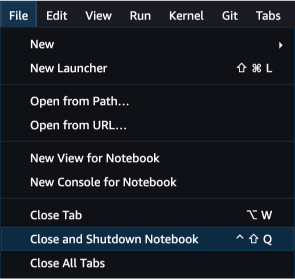 File Edit View Run Kernel Git Tabs
New
New Launcher ⇧ ⌘ L
Open from Path…
Open from URL…
New View for Notebook
New Console for Notebook
Close Tab ⌥ W
Close and Shutdown Notebook ^ ⇧ Q
Close All Tabs